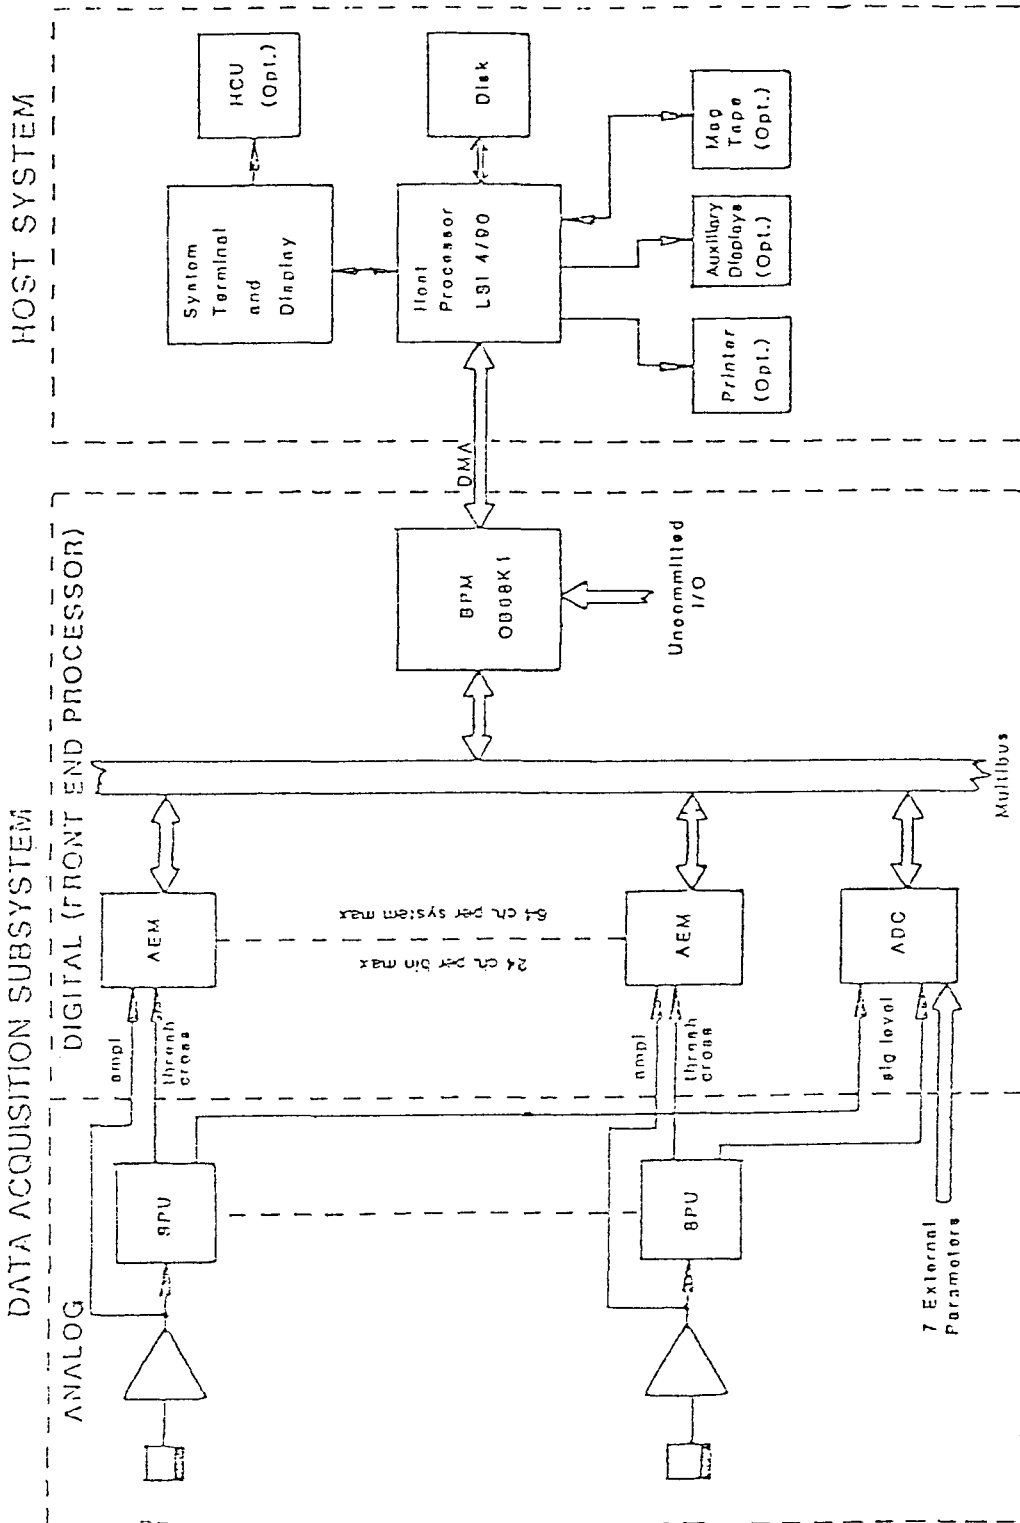 DATA ACQUISITION SUBSYSTEM
HOST SYSTEM
ANALOG
DIGITAL (FRONT END PROCESSOR)
SPU
ampl
thresh
cross
AEM
64 ch. per system max
24 ch. per bin max
SPU
ampl
thresh
cross
AEM
sig level
ADC
7 External
Parameters
Multibus
BPM
Uncommitted
I/O
DMA
System
Terminal
and
Display
HCU
(Opt.)
Host
Processor
LSI 4/90
Disk
Printer
(Opt.)
Auxillary
Displays
(Opt.)
Mag
Tape
(Opt.)